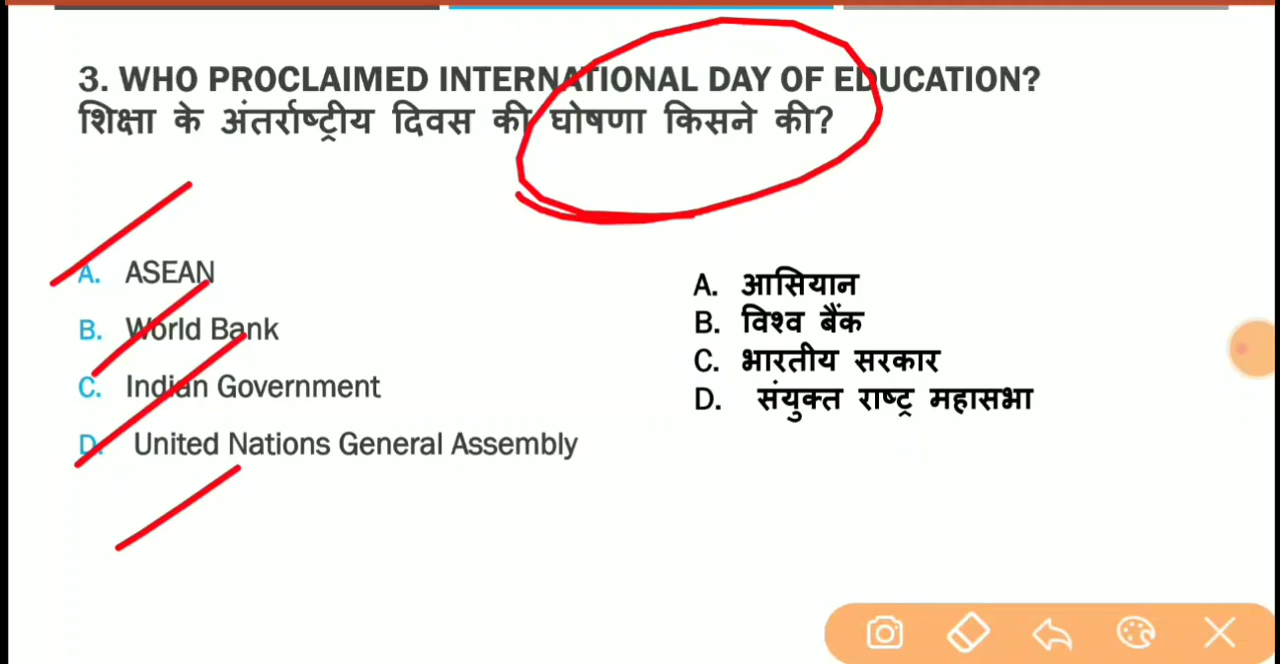 3. WHO PROCLAIMED INTERNATIONAL DAY OF EDUCATION?
शिक्षा के अंतर्राष्ट्रीय दिवस की घोषणा किसने की?
A. ASEAN
B. World Bank
C. Indian Government
D. United Nations General Assembly
A. आसियान
B. विश्व बैंक
C. भारतीय सरकार
D. संयुक्त राष्ट्र महासभा